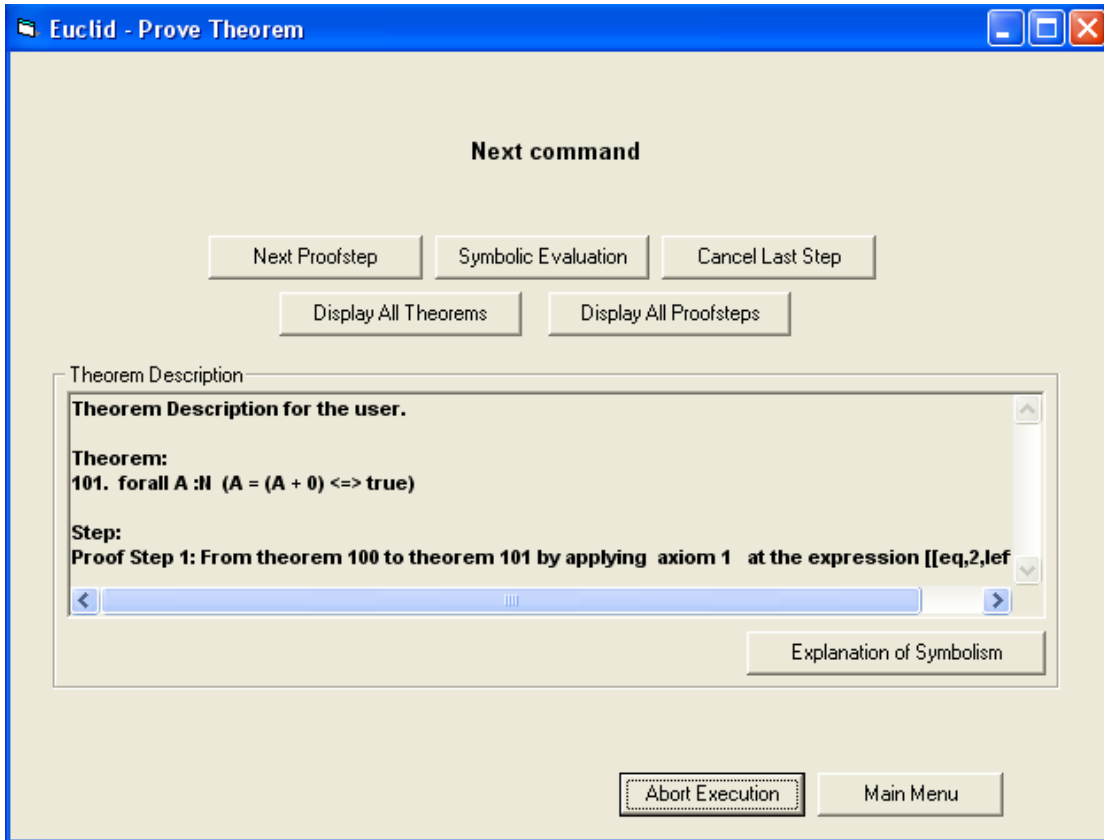 Euclid - Prove Theorem
Next command
Next Proofstep Symbolic Evaluation Cancel Last Step
Display All Theorems Display All Proofsteps
Theorem Description
Theorem Description for the user.
Theorem:
101. forall A :N (A = (A + 0) <=> true)
Step:
Proof Step 1: From theorem 100 to theorem 101 by applying axiom 1 at the expression [[eq,2,lef
Explanation of Symbolism
Abort Execution Main Menu